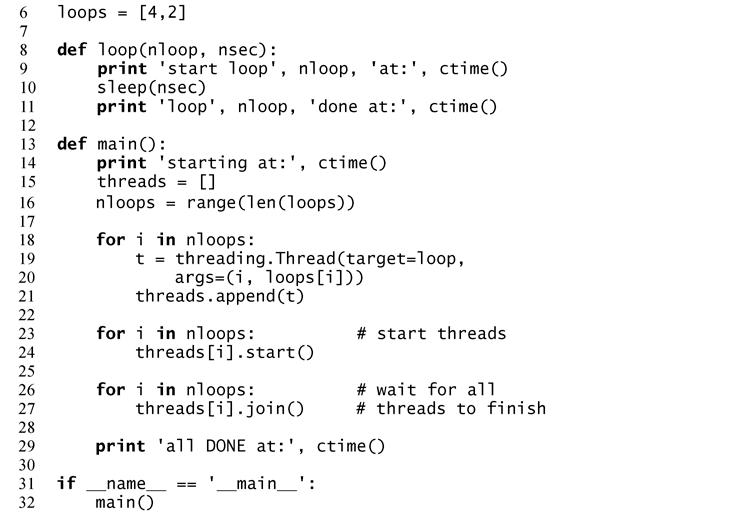 6 loops = [4,2]
7
8 def loop(nloop, nsec):
9     print 'start loop', nloop, 'at:', ctime()
10     sleep(nsec)
11     print 'loop', nloop, 'done at:', ctime()
12
13 def main():
14     print 'starting at:', ctime()
15     threads = []
16     nloops = range(len(loops))
17
18     for i in nloops:
19         t = threading.Thread(target=loop,
20             args=(i, loops[i]))
21         threads.append(t)
22
23     for i in nloops:          # start threads
24         threads[i].start()
25
26     for i in nloops:          # wait for all
27         threads[i].join()     # threads to finish
28
29     print 'all DONE at:', ctime()
30
31 if __name__ == '__main__':
32     main()